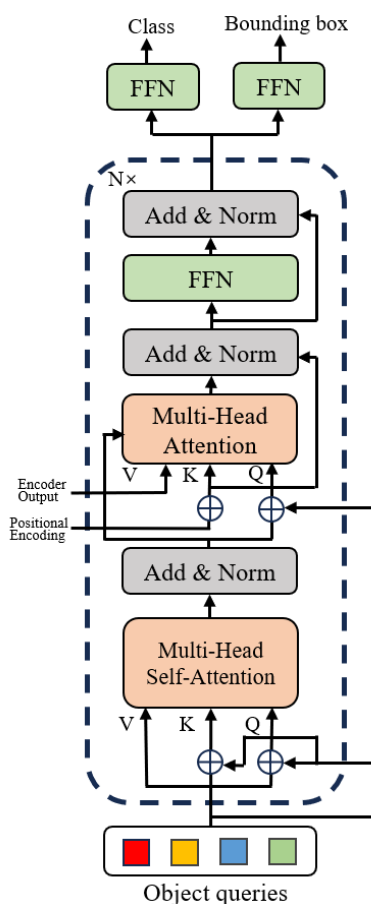 Class
Bounding box
FFN
FFN
N×
Add & Norm
FFN
Add & Norm
Multi-Head
Attention
V
K
Q
Encoder
Output
Positional
Encoding
Add & Norm
Multi-Head
Self-Attention
V
K
Q
Object queries